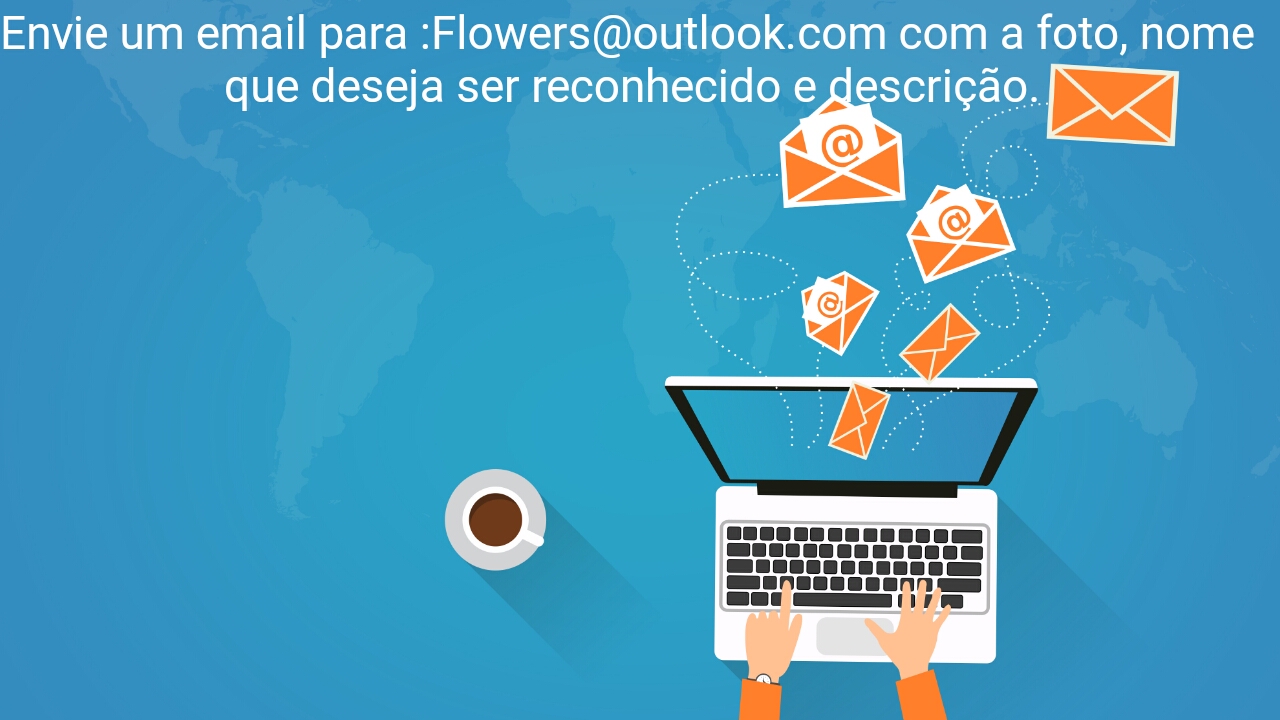 Envie um email para :Flowers@outlook.com com a foto, nome
que deseja ser reconhecido e descrição.
@
@
@